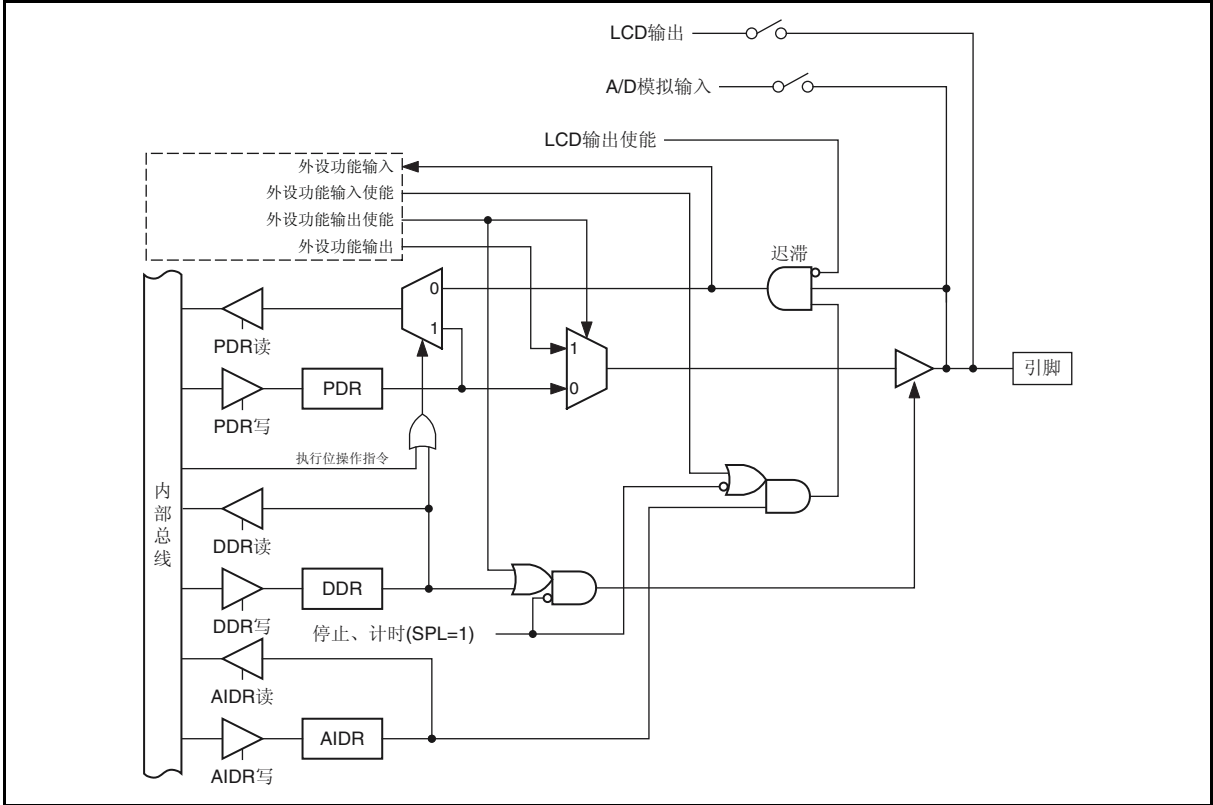 LCD输出
A/D模拟输入
LCD输出使能
外设功能输入
外设功能输入使能
外设功能输出使能
外设功能输出
迟滞
0
1
PDR读
1
0
引脚
PDR
PDR写
执行位操作指令
内部总线
DDR读
DDR
DDR写
停止、计时(SPL=1)
AIDR读
AIDR
AIDR写